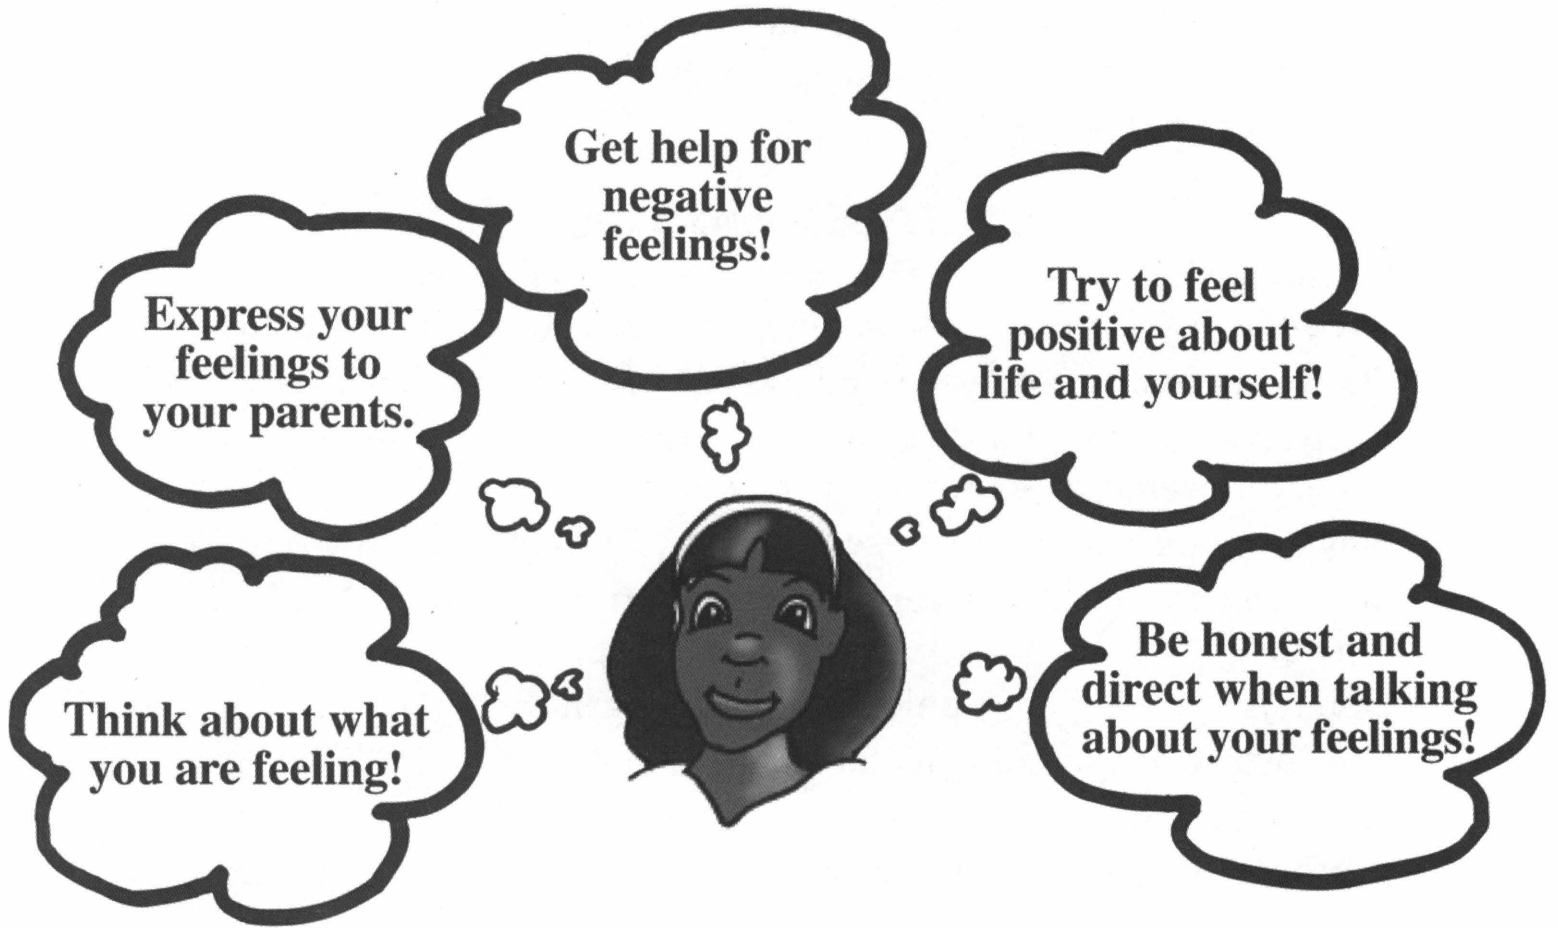 Get help for
negative
feelings!
Express your
feelings to
your parents.
Try to feel
positive about
life and yourself!
Think about what
you are feeling!
Be honest and
direct when talking
about your feelings!